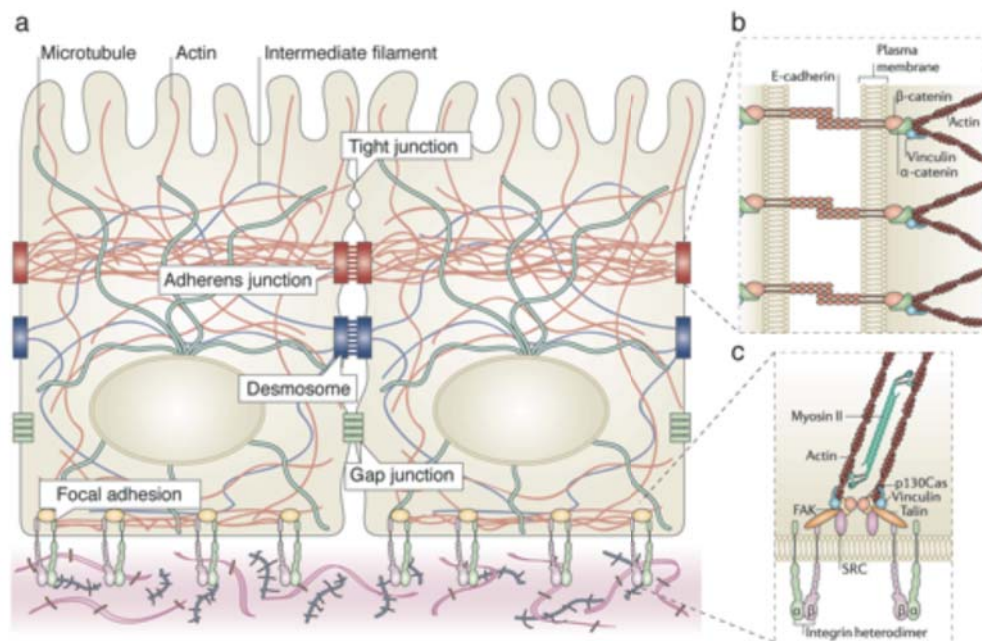 a
Microtubule
Actin
Intermediate filament
Tight junction
Adherens junction
Desmosome
Gap junction
Focal adhesion
b
Plasma
membrane
E-cadherin
β-catenin
Actin
Vinculin
α-catenin
c
Myosin II
Actin
p130Cas
Vinculin
FAK
Talin
SRC
α β β α
Integrin heterodimer